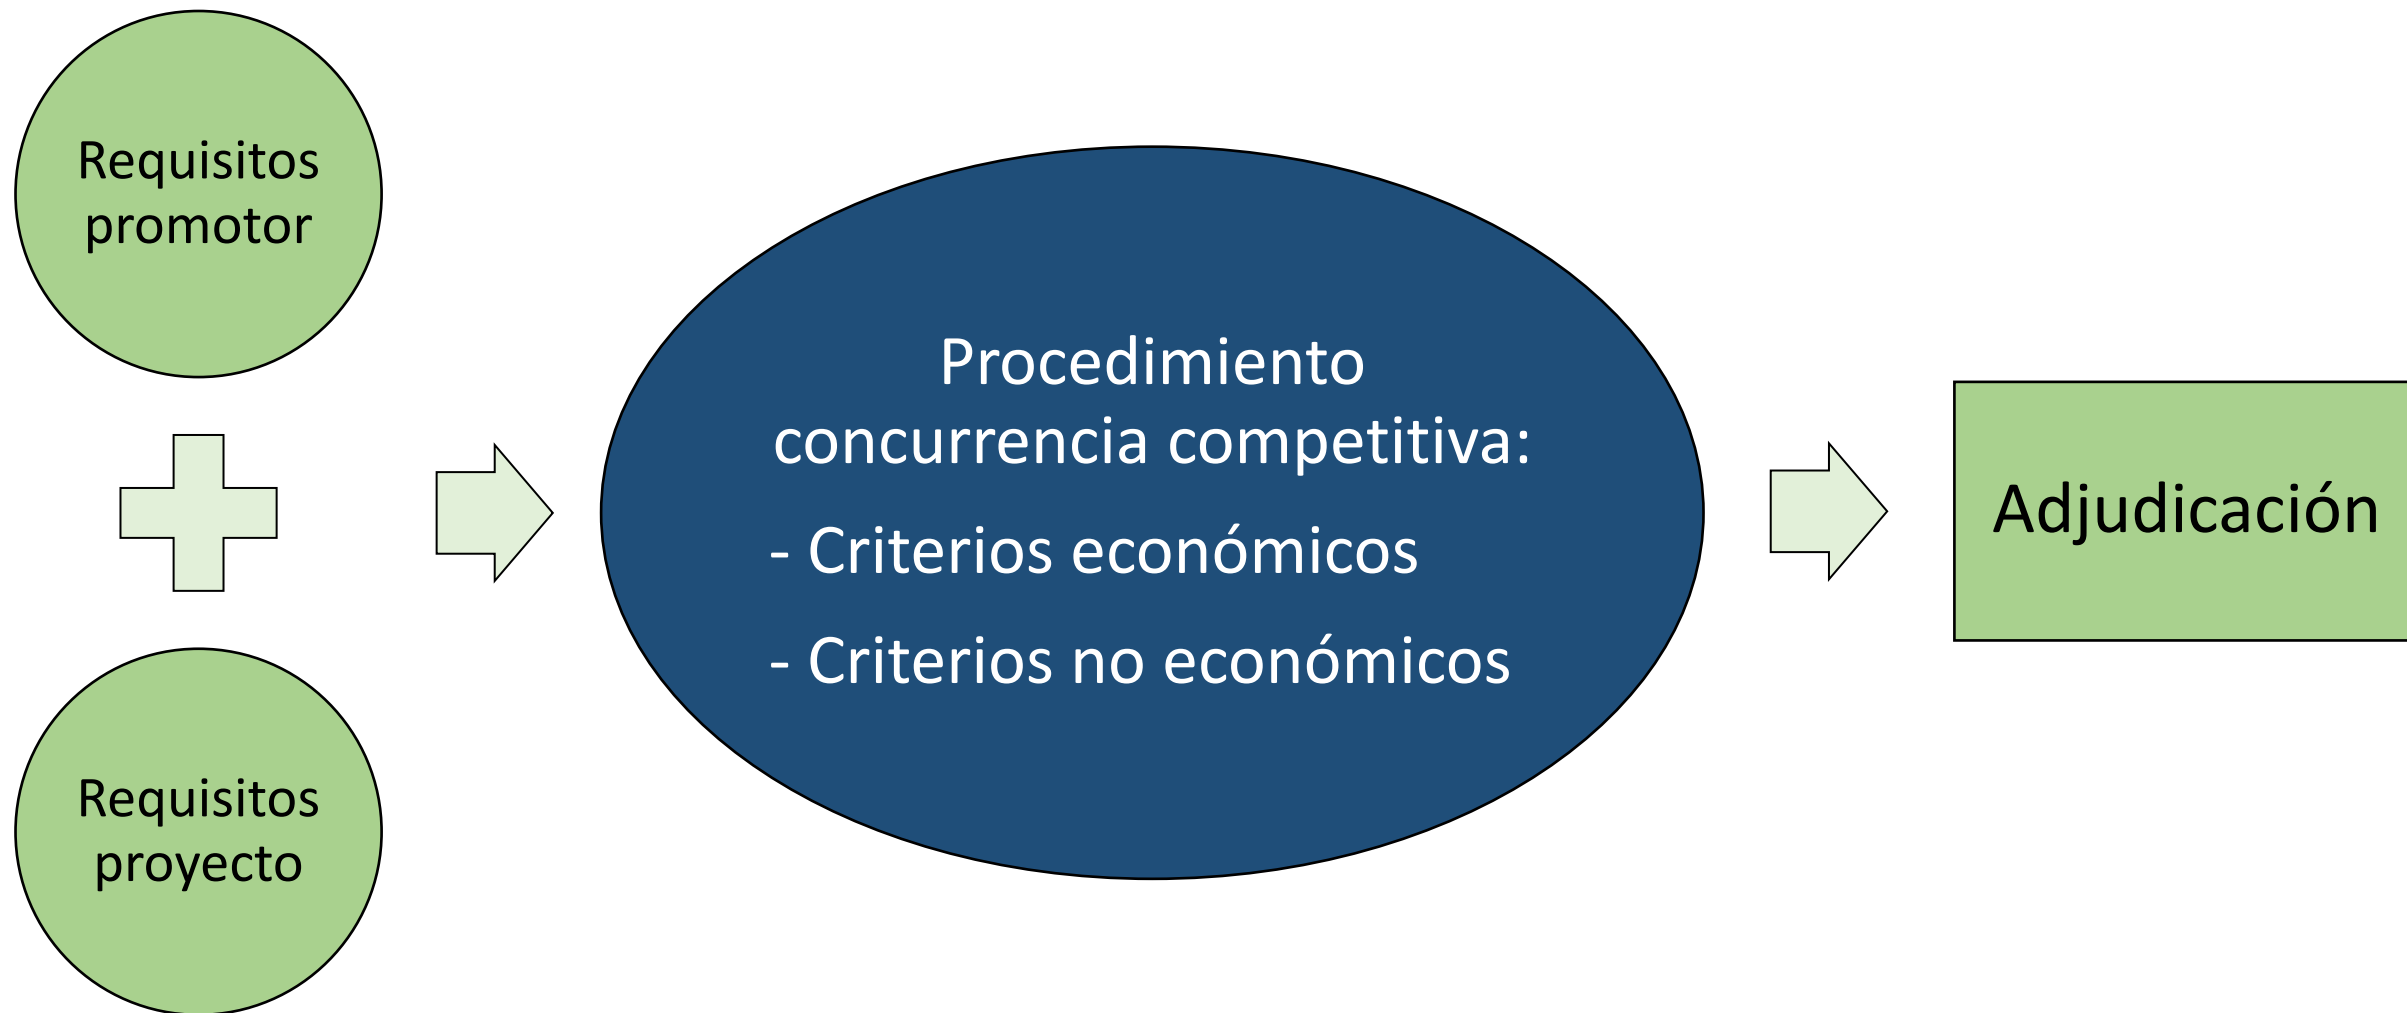 Requisitos
promotor
Requisitos
proyecto
Procedimiento
concurrencia competitiva:
- Criterios económicos
- Criterios no económicos
Adjudicación